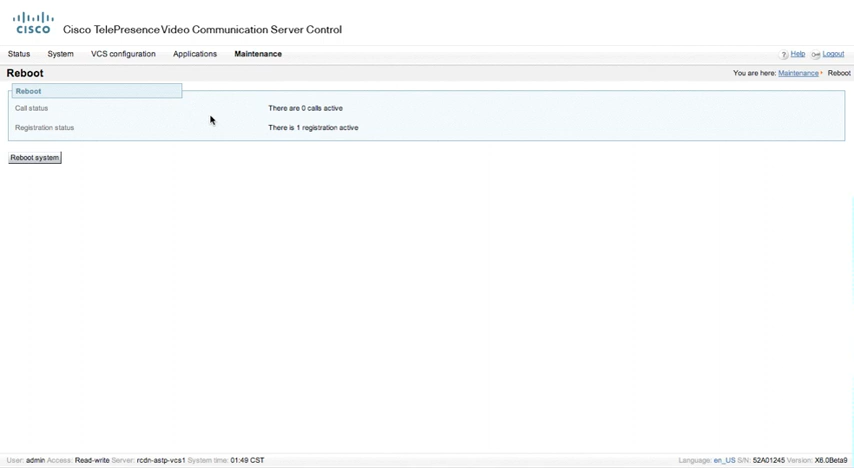 CISCO Cisco TelePresence Video Communication Server Control
Status System VCS configuration Applications Maintenance ? Help Logout
Reboot You are here: Maintenance Reboot
Reboot
Call status There are 0 calls active
Registration status There is 1 registration active
Reboot system
User: admin Access: Read-write Server: rcdn-astp-vcs1 System time: 01:49 CST Language: en_US S/N: 52A01245 Version: X6.0Beta9